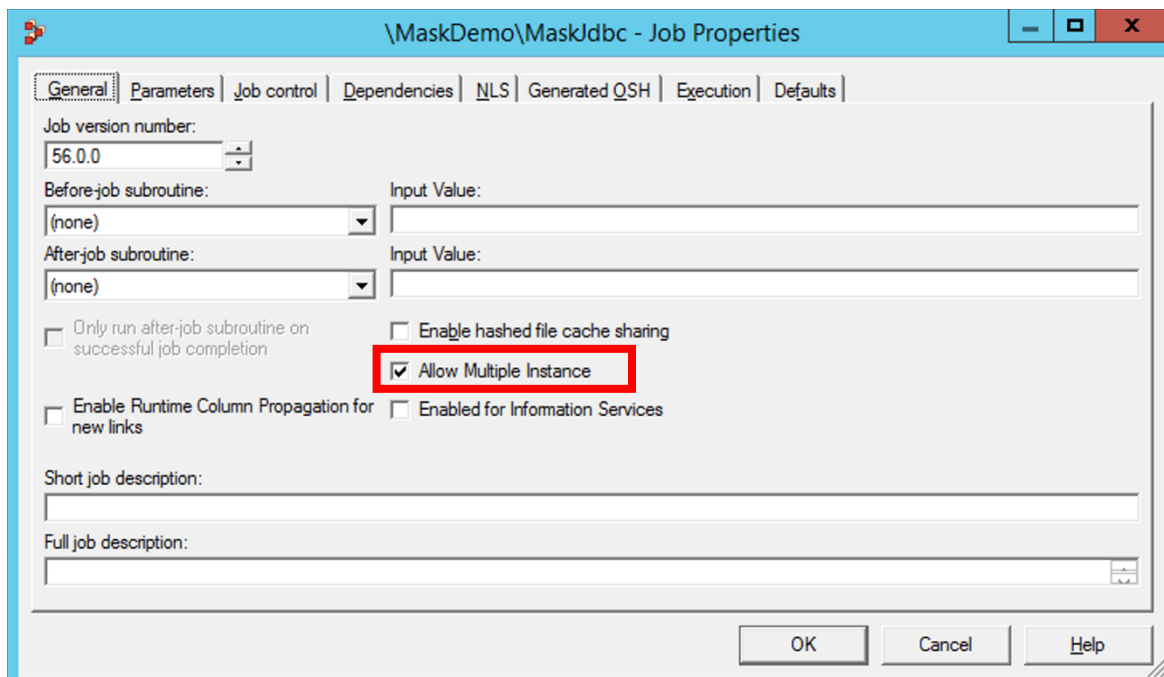 \MaskDemo\MaskJdbc - Job Properties
General Parameters Job control Dependencies NLS Generated OSH Execution Defaults
Job version number:
56.0.0
Before-job subroutine: Input Value:
(none)
After-job subroutine: Input Value:
(none)
Only run after-job subroutine on
successful job completion
Enable hashed file cache sharing
Allow Multiple Instance
Enable Runtime Column Propagation for
new links
Enabled for Information Services
Short job description:
Full job description:
OK Cancel Help